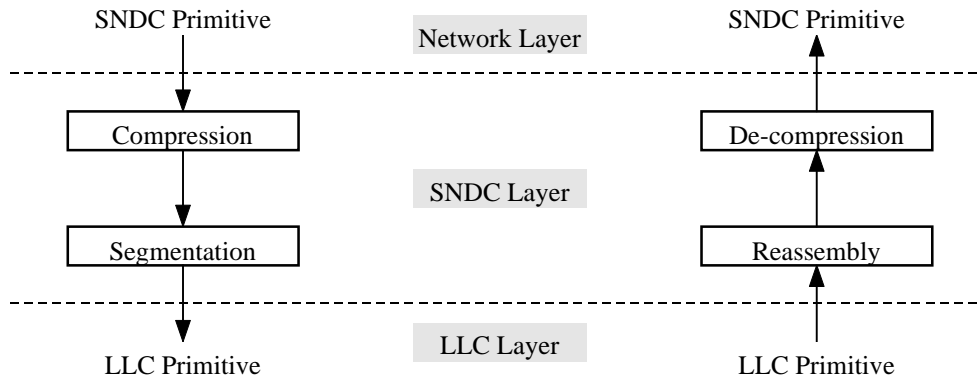 SNDC Primitive
SNDC Primitive
Network Layer
Compression
De-compression
SNDC Layer
Segmentation
Reassembly
LLC Layer
LLC Primitive
LLC Primitive